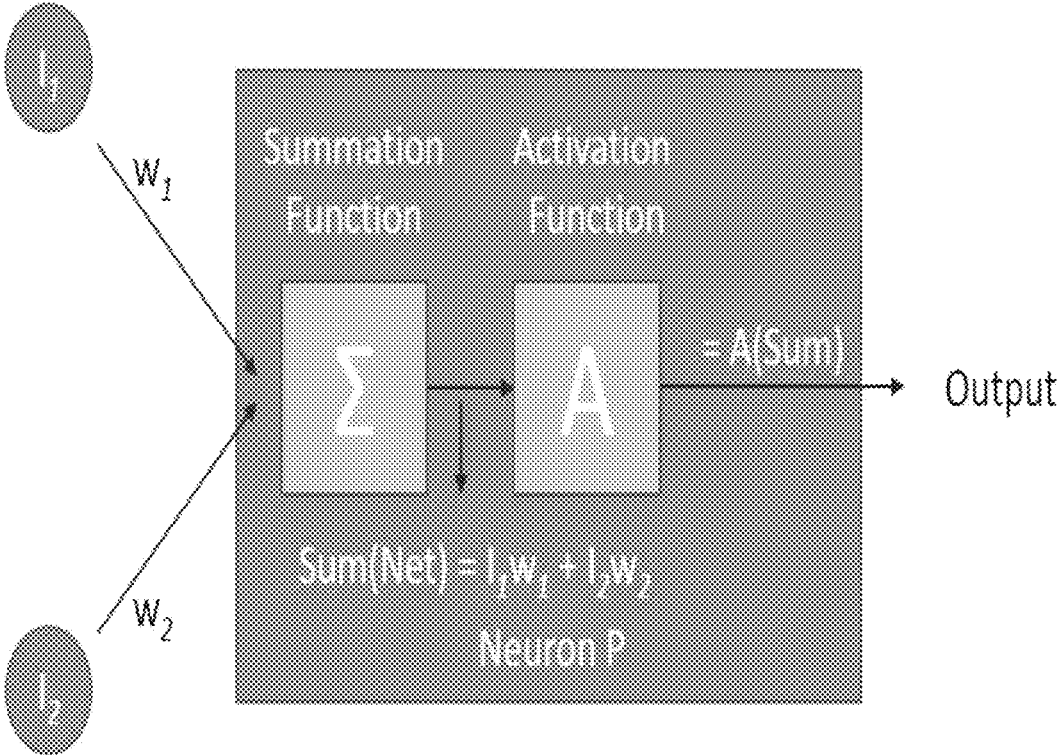 I₁
w₁
Summation
Function
Activation
Function
Σ
A
= A(Sum)
Output
Sum(Net) = I₁w₁ + I₂w₂
Neuron P
w₂
I₂